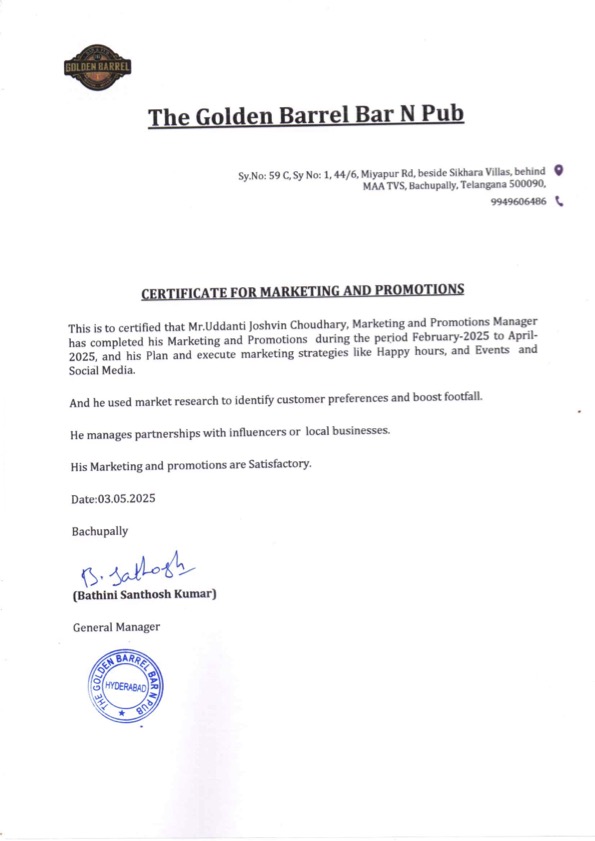 GOLDEN BARREL
The Golden Barrel Bar N Pub
Sy.No: 59 C, Sy No: 1, 44/6, Miyapur Rd, beside Sikhara Villas, behind
MAA TVS, Bachupally, Telangana 500090,
9949606486
CERTIFICATE FOR MARKETING AND PROMOTIONS
This is to certified that Mr.Uddanti Joshvin Choudhary, Marketing and Promotions Manager
has completed his Marketing and Promotions during the period February-2025 to April-
2025, and his Plan and execute marketing strategies like Happy hours, and Events and
Social Media.
And he used market research to identify customer preferences and boost footfall.
He manages partnerships with influencers or local businesses.
His Marketing and promotions are Satisfactory.
Date:03.05.2025
Bachupally
(Bathini Santhosh Kumar)
General Manager
THE GOLDEN BARREL BAR N PUB
HYDERABAD